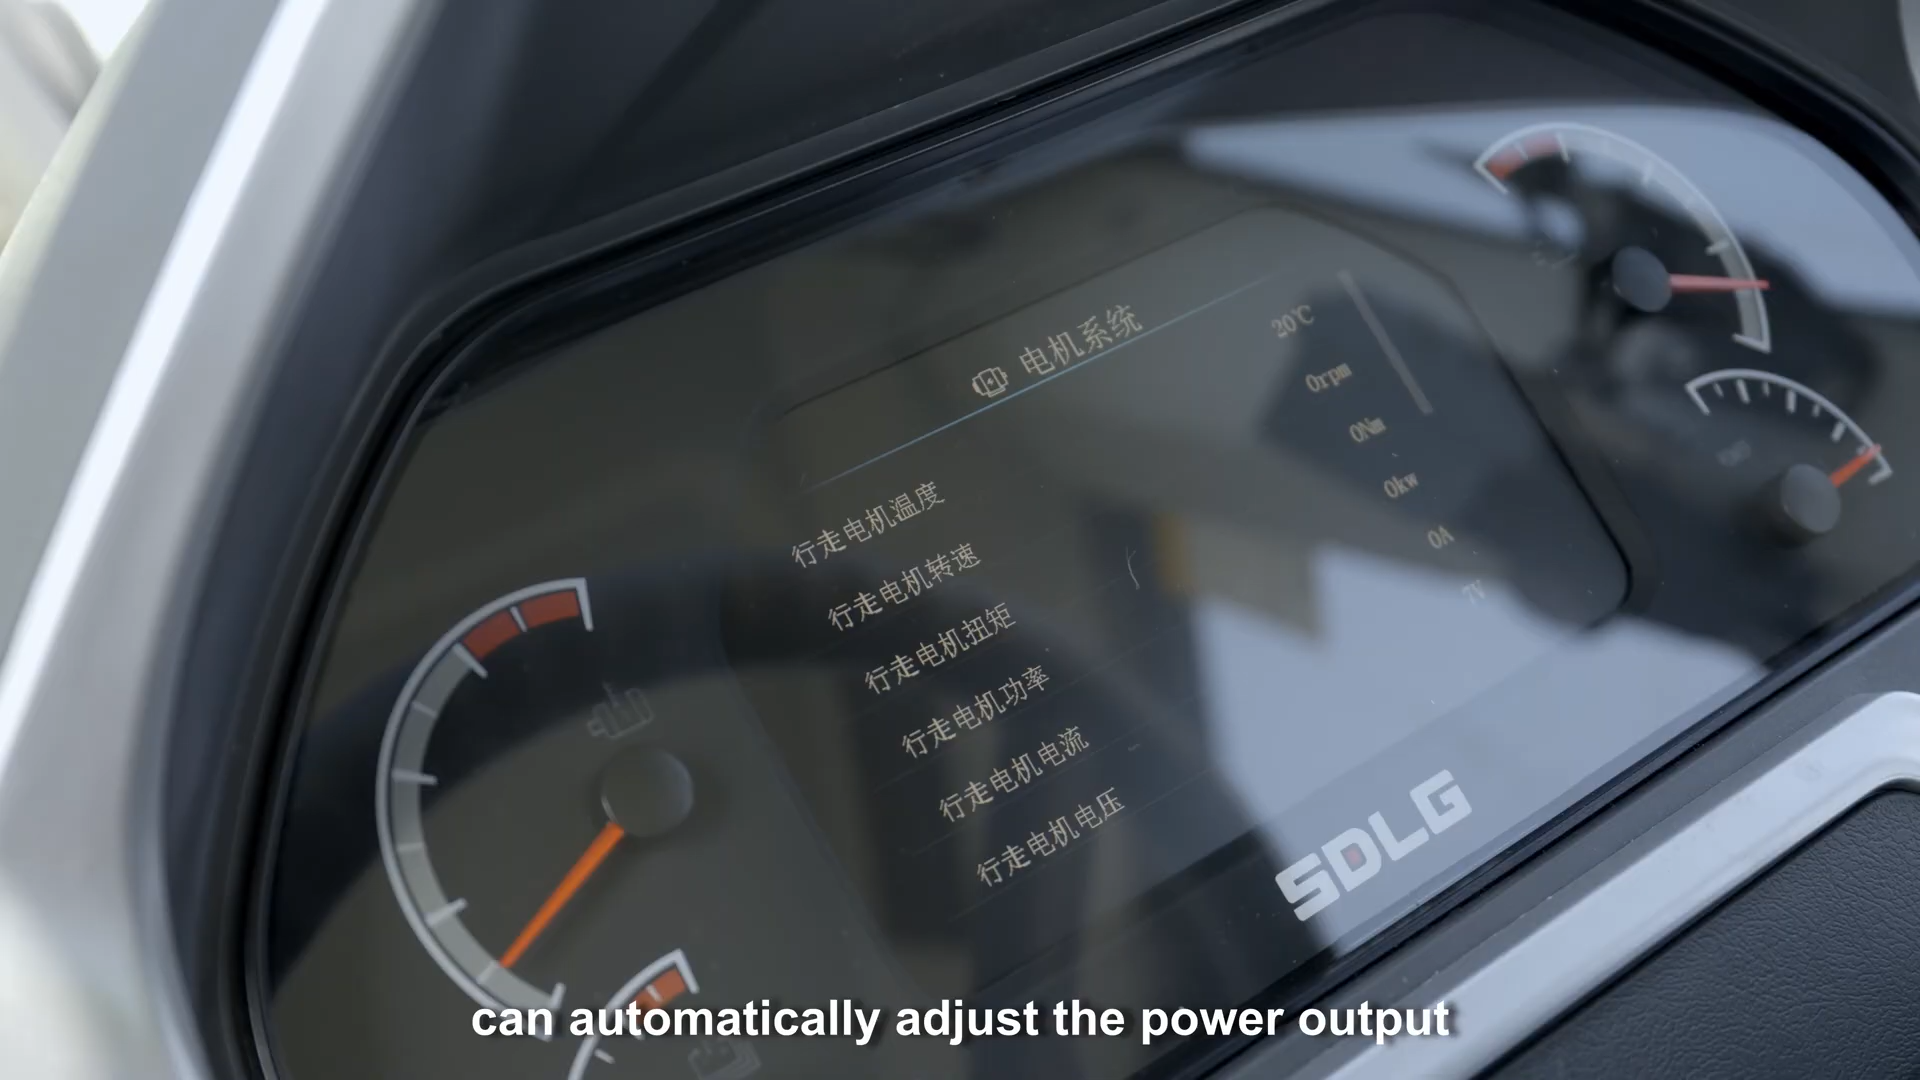 电机系统
行走电机温度 20℃
行走电机转速 0rpm
行走电机扭矩 0Nm
行走电机功率 0kw
行走电机电流 0A
行走电机电压 7V
SDLG
can automatically adjust the power output